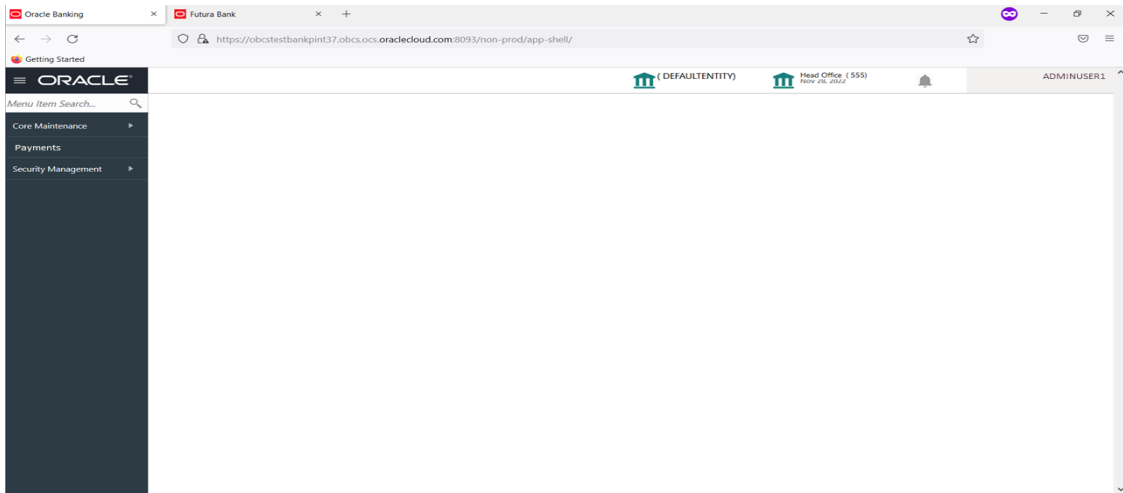 Oracle Banking
Futura Bank
https://obcstestbankpint37.obcs.ocs.oraclecloud.com:8093/non-prod/app-shell/
Getting Started
ORACLE
( DEFAULTENTITY)
Head Office ( 555)
Nov 28, 2022
ADMINUSER1
Menu Item Search...
Core Maintenance
Payments
Security Management